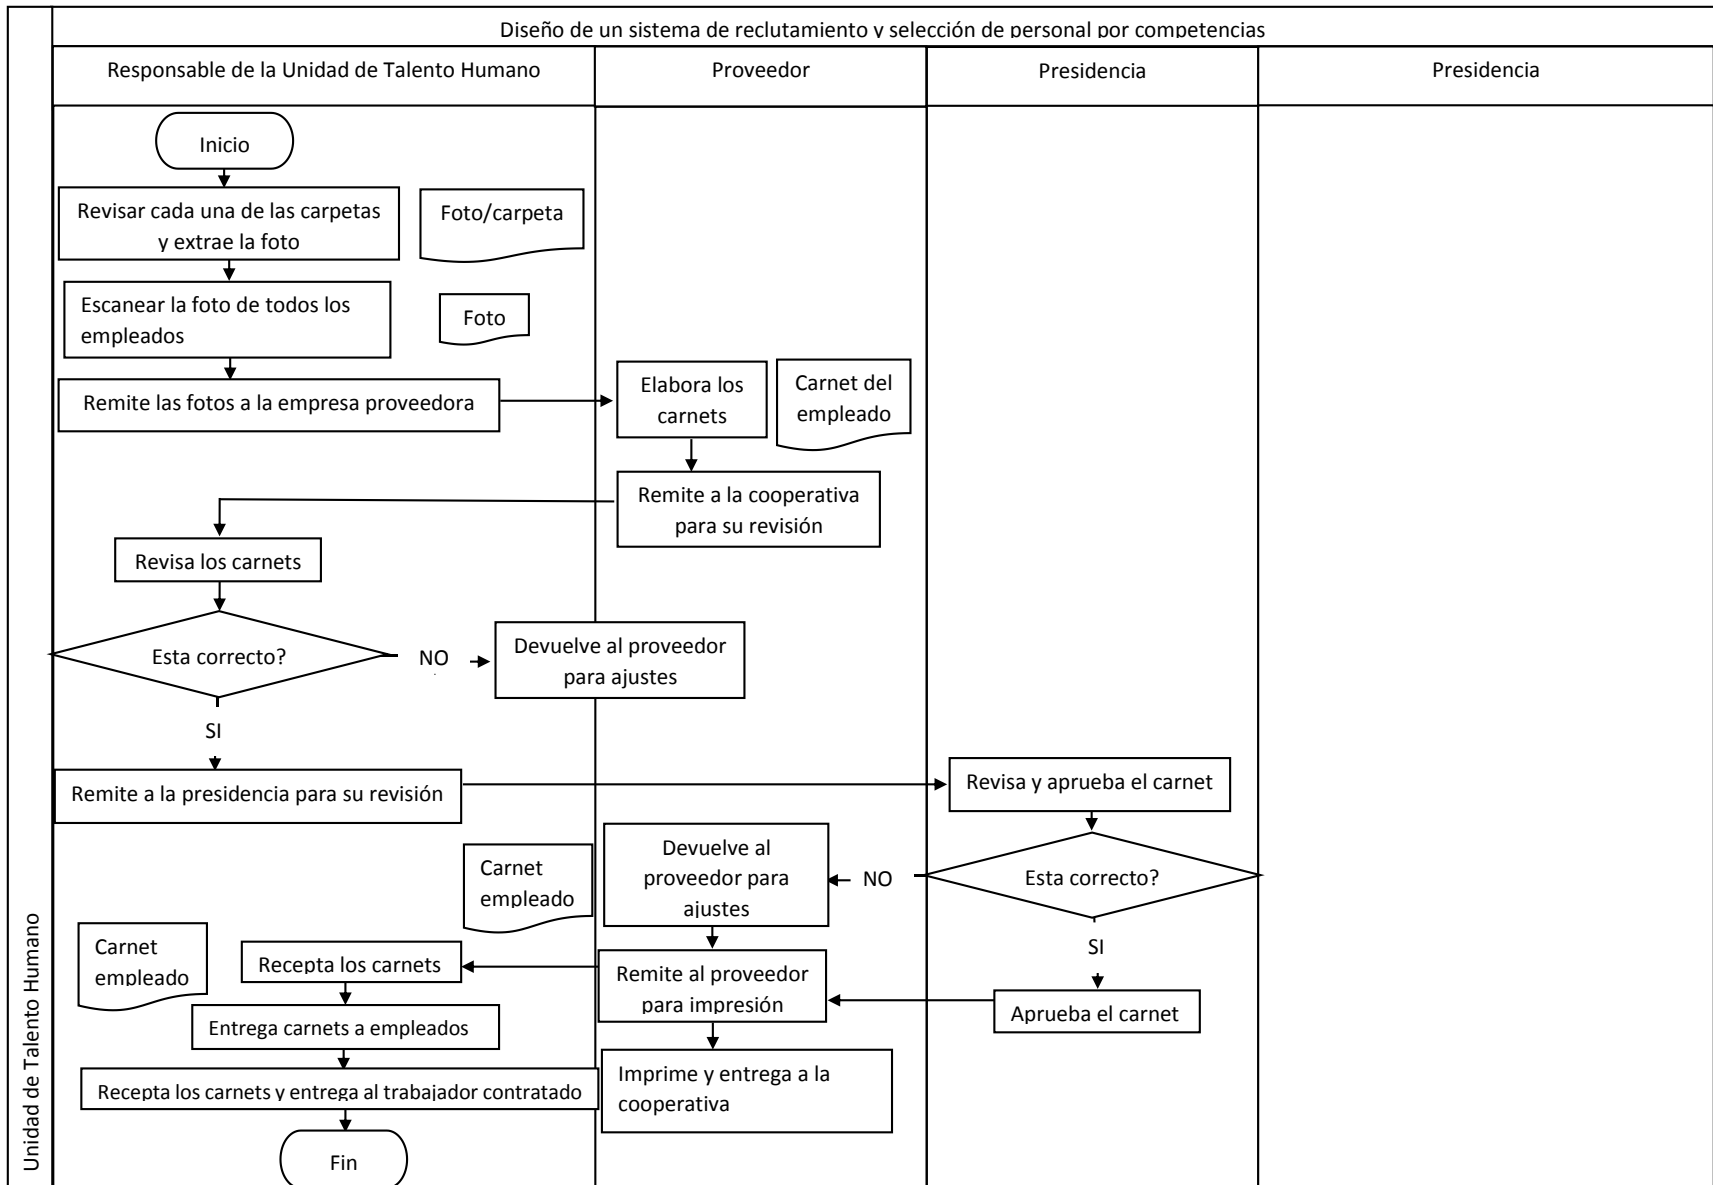 Diseño de un sistema de reclutamiento y selección de personal por competencias
Responsable de la Unidad de Talento Humano
Proveedor
Presidencia
Presidencia
Inicio
Revisar cada una de las carpetas
y extrae la foto
Foto/carpeta
Escanear la foto de todos los
empleados
Foto
Remite las fotos a la empresa proveedora
Elabora los
carnets
Carnet del
empleado
Remite a la cooperativa
para su revisión
Revisa los carnets
Esta correcto?
NO
Devuelve al proveedor
para ajustes
SI
Remite a la presidencia para su revisión
Revisa y aprueba el carnet
Esta correcto?
NO
Devuelve al
proveedor para
ajustes
Carnet
empleado
SI
Carnet
empleado
Recepta los carnets
Remite al proveedor
para impresión
Aprueba el carnet
Entrega carnets a empleados
Imprime y entrega a la
cooperativa
Recepta los carnets y entrega al trabajador contratado
Fin
Unidad de Talento Humano